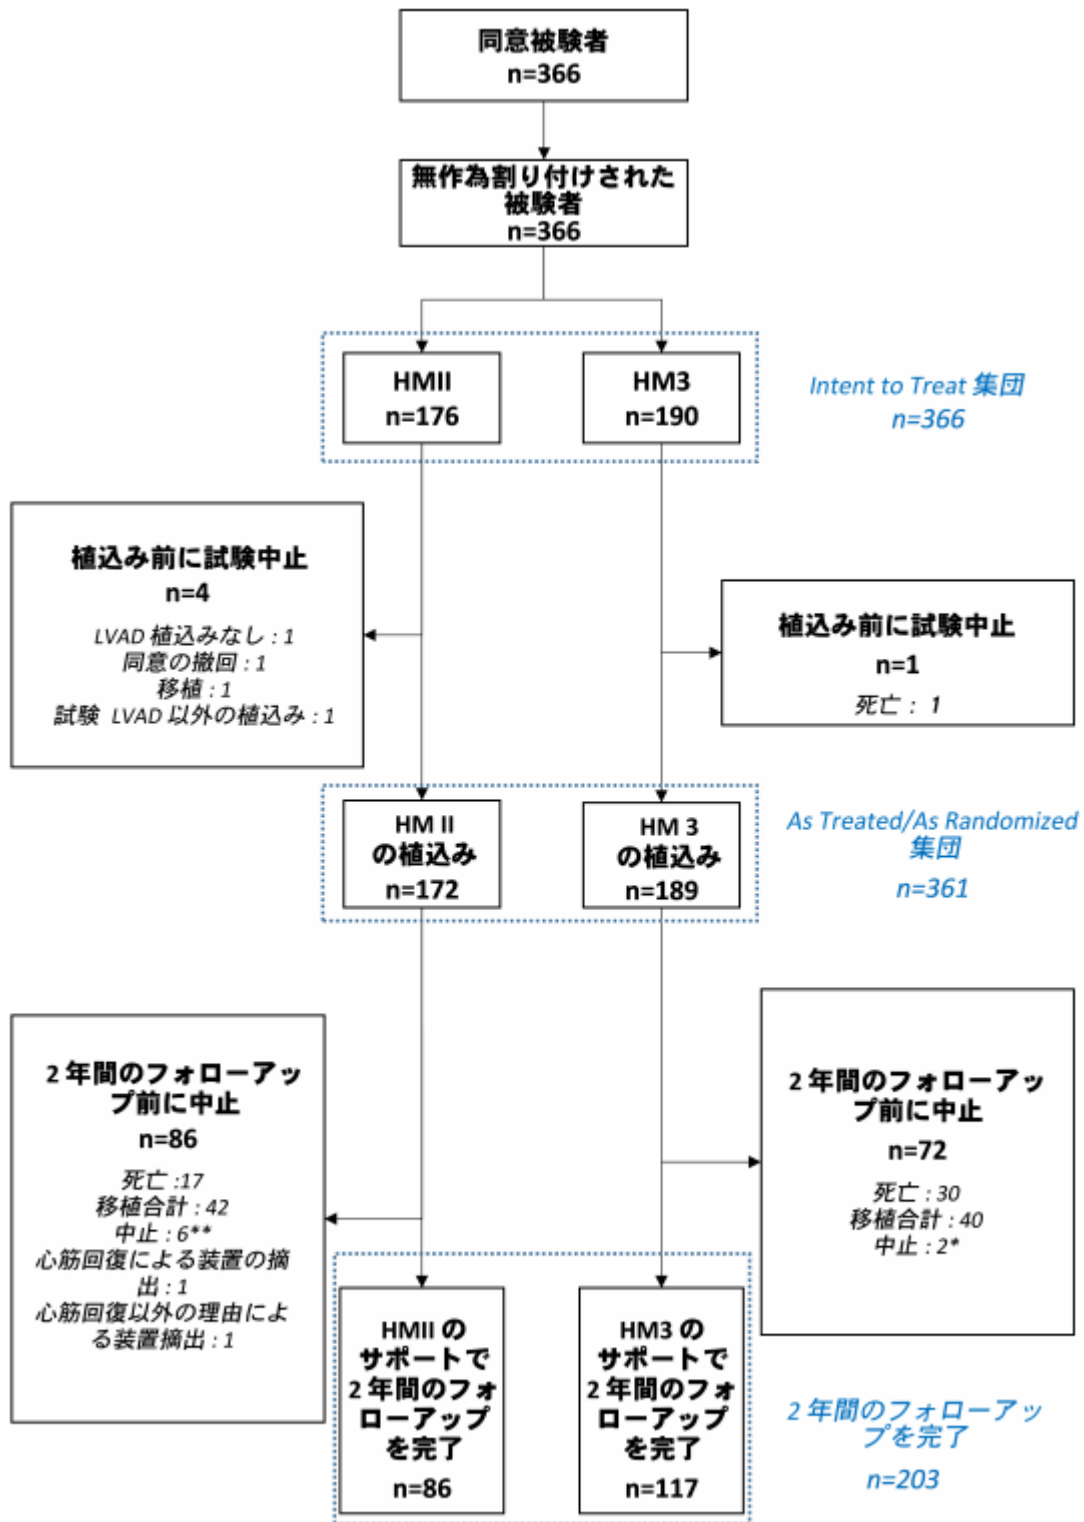 同意被験者
n=366
無作為割り付けされた
被験者
n=366
HMII
n=176
HM3
n=190
Intent to Treat 集団
n=366
植込み前に試験中止
n=4
LVAD 植込みなし : 1
同意の撤回 : 1
移植 : 1
試験 LVAD 以外の植込み : 1
植込み前に試験中止
n=1
死亡 : 1
HM II
の植込み
n=172
HM 3
の植込み
n=189
As Treated/As Randomized
集団
n=361
2 年間のフォローアッ
プ前に中止
n=86
死亡 :17
移植合計 : 42
中止 : 6**
心筋回復による装置の摘
出 : 1
心筋回復以外の理由によ
る装置摘出 : 1
2 年間のフォローアッ
プ前に中止
n=72
死亡 : 30
移植合計 : 40
中止 : 2*
HMII の
サポートで
2 年間のフォ
ローアップ
を完了
n=86
HM3 の
サポートで
2 年間のフォ
ローアップ
を完了
n=117
2 年間のフォローアッ
プを完了
n=203